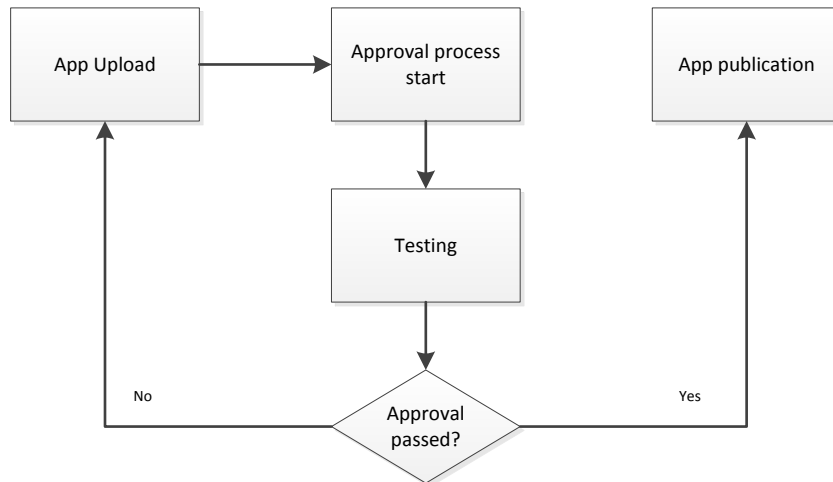 App Upload
Approval process
start
App publication
Testing
No
Yes
Approval
passed?